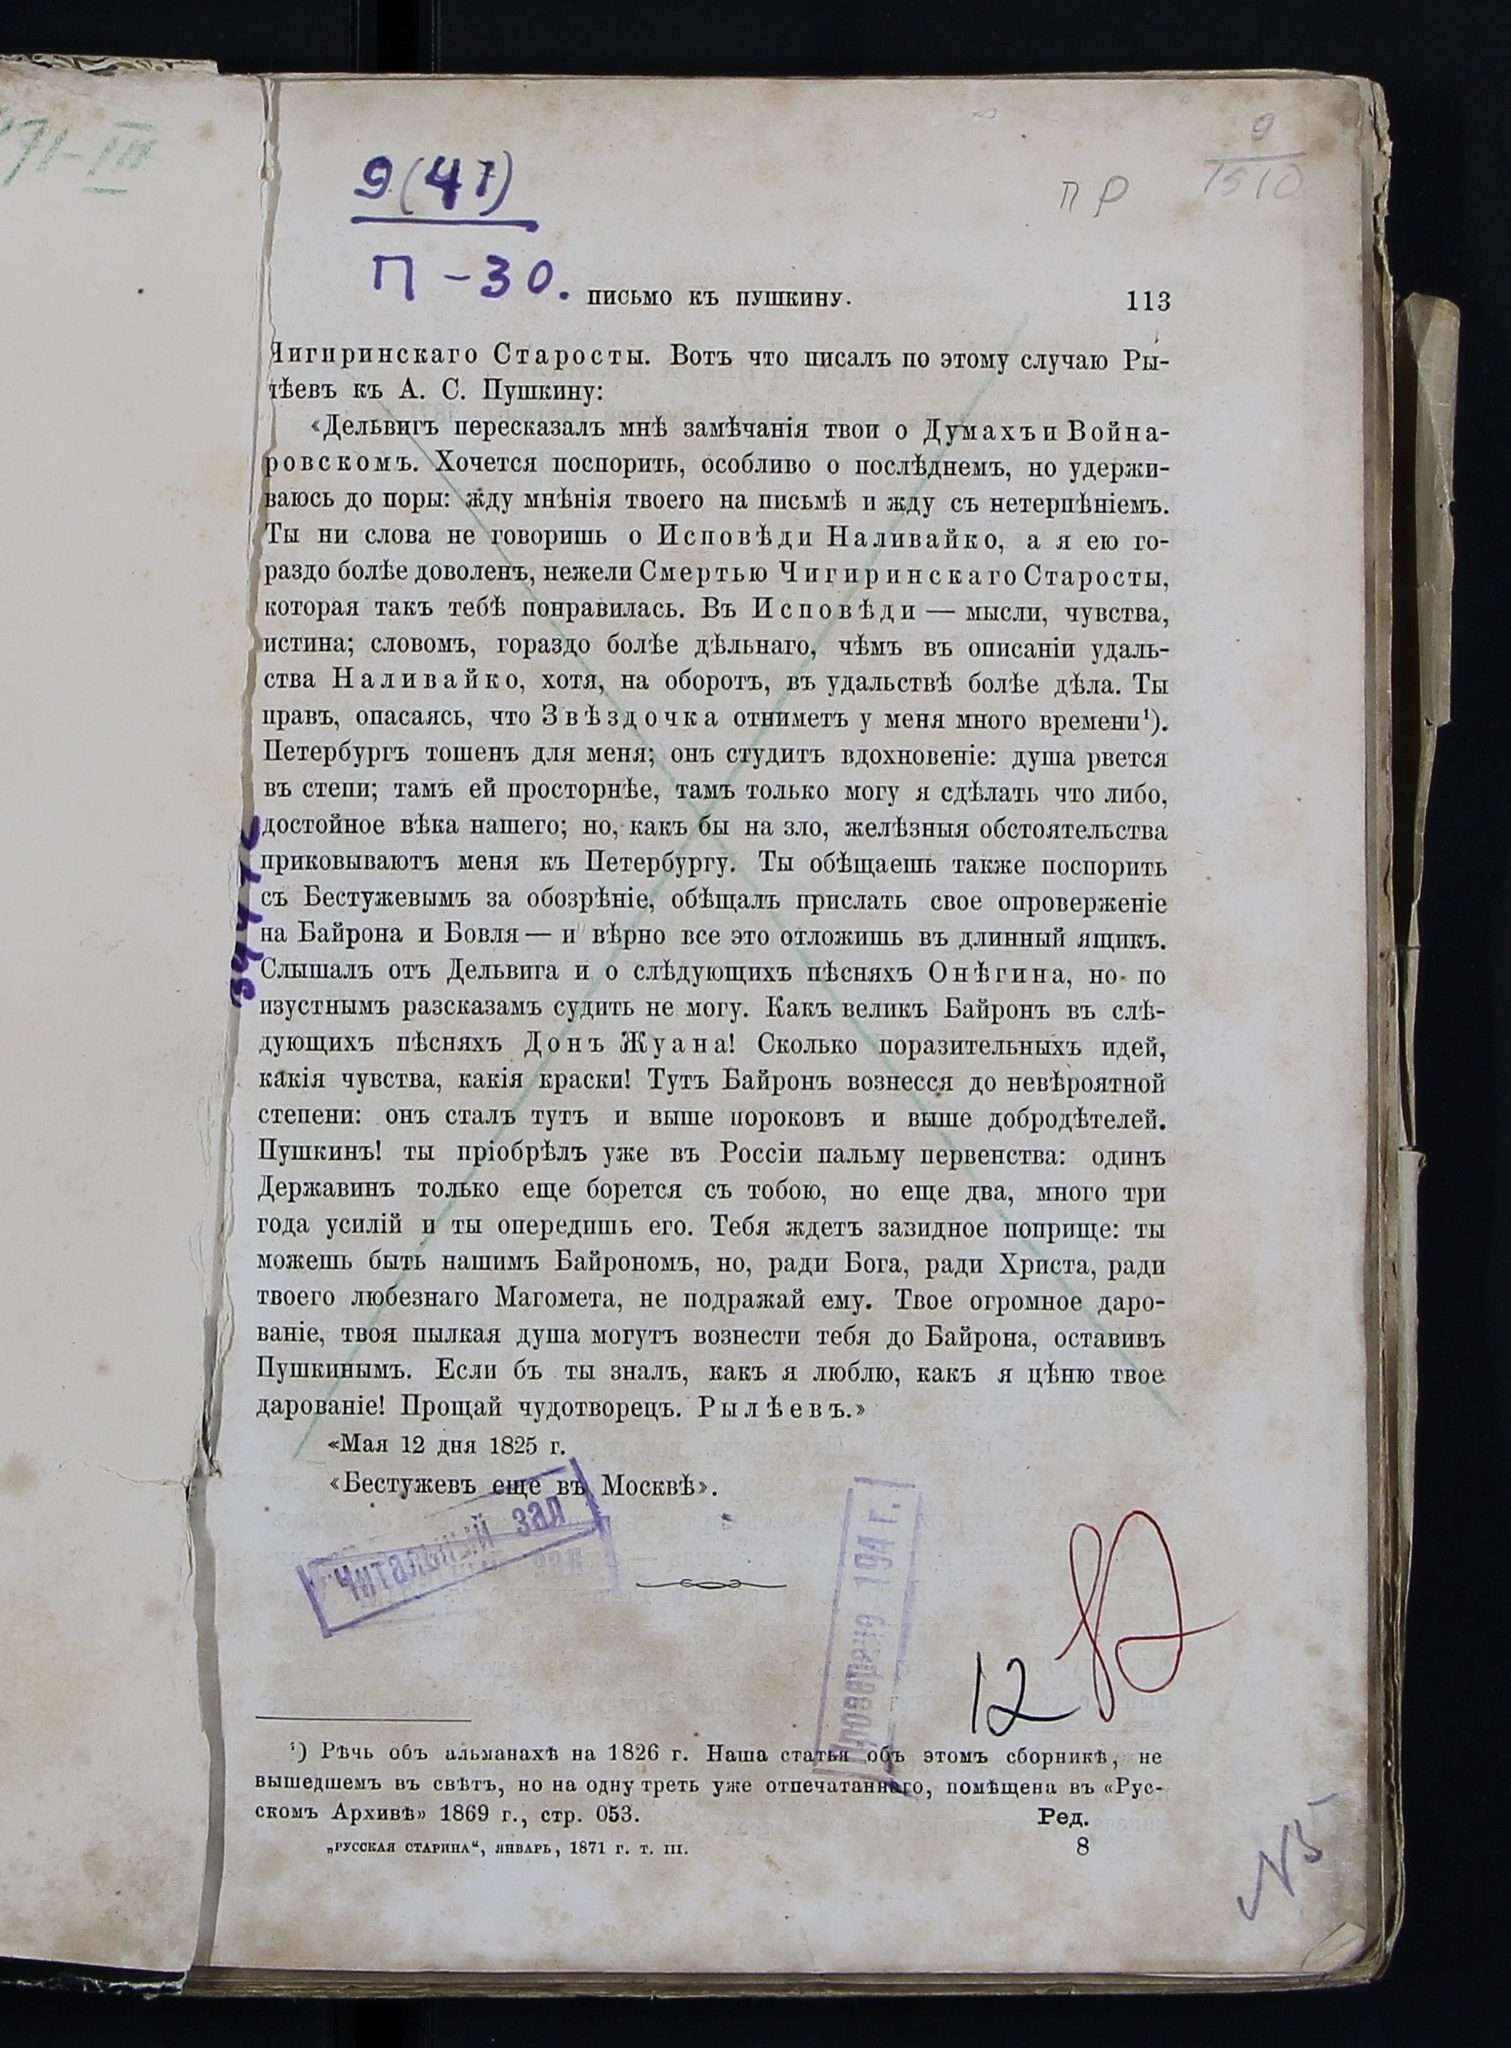 71-III
9
1510
9(41)
П-30.
ПР
ПИСЬМО КЪ ПУШКИНУ.
113
Чигиринскаго Старосты. Вотъ что писалъ по этому случаю Ры-
лѣевъ къ А. С. Пушкину:
«Дельвигъ пересказалъ мнѣ замѣчанія твои о Думахъ и Война-
ровскомъ. Хочется поспорить, особливо о послѣднемъ, но удержи-
ваюсь до поры: жду мнѣнія твоего на письмѣ и жду съ нетерпѣніемъ.
Ты ни слова не говоришь о Исповѣди Наливайко, а я ею го-
раздо болѣе доволенъ, нежели Смертью Чигиринскаго Старосты,
которая такъ тебѣ понравилась. Въ Исповѣди — мысли, чувства,
истина; словомъ, гораздо болѣе дѣльнаго, чѣмъ въ описаніи удаль-
ства Наливайко, хотя, на оборотъ, въ удальствѣ болѣе дѣла. Ты
правъ, опасаясь, что Звѣздочка отниметъ у меня много времени¹).
Петербургъ тошенъ для меня; онъ студитъ вдохновеніе: душа рвется
въ степи; тамъ ей просторнѣе, тамъ только могу я сдѣлать что либо,
достойное вѣка нашего; но, какъ бы на зло, желѣзныя обстоятельства
приковываютъ меня къ Петербургу. Ты обѣщаешь также поспорить
съ Бестужевымъ за обозрѣніе, обѣщалъ прислать свое опроверженіе
на Байрона и Бовля — и вѣрно все это отложишь въ длинный ящикъ.
Слышалъ отъ Дельвига и о слѣдующихъ пѣсняхъ Онѣгина, но по
изустнымъ разсказамъ судить не могу. Какъ великъ Байронъ въ слѣ-
дующихъ пѣсняхъ Донъ Жуана! Сколько поразительныхъ идей,
какія чувства, какія краски! Тутъ Байронъ вознесся до невѣроятной
степени: онъ сталъ тутъ и выше пороковъ и выше добродѣтелей.
Пушкинъ! ты пріобрѣлъ уже въ Россіи пальму первенства: одинъ
Державинъ только еще борется съ тобою, но еще два, много три
года усилій и ты опередишь его. Тебя ждетъ завидное поприще: ты
можешь быть нашимъ Байрономъ, но, ради Бога, ради Христа, ради
твоего любезнаго Магомета, не подражай ему. Твое огромное даро-
ваніе, твоя пылкая душа могутъ вознести тебя до Байрона, оставивъ
Пушкинымъ. Если бъ ты зналъ, какъ я люблю, какъ я цѣню твое
дарованіе! Прощай чудотворецъ. Рылѣевъ.»
«Мая 12 дня 1825 г.
«Бестужевъ еще въ Москвѣ».
Читальный зал
Проверено 194 г.
12
¹) Рѣчь объ альманахѣ на 1826 г. Наша статья объ этомъ сборникѣ, не
вышедшемъ въ свѣтъ, но на одну треть уже отпечатаннаго, помѣщена въ «Рус-
скомъ Архивѣ» 1869 г., стр. 053.
Ред.
„РУССКАЯ СТАРИНА“, ЯНВАРЬ, 1871 г. т. III.
8
№5